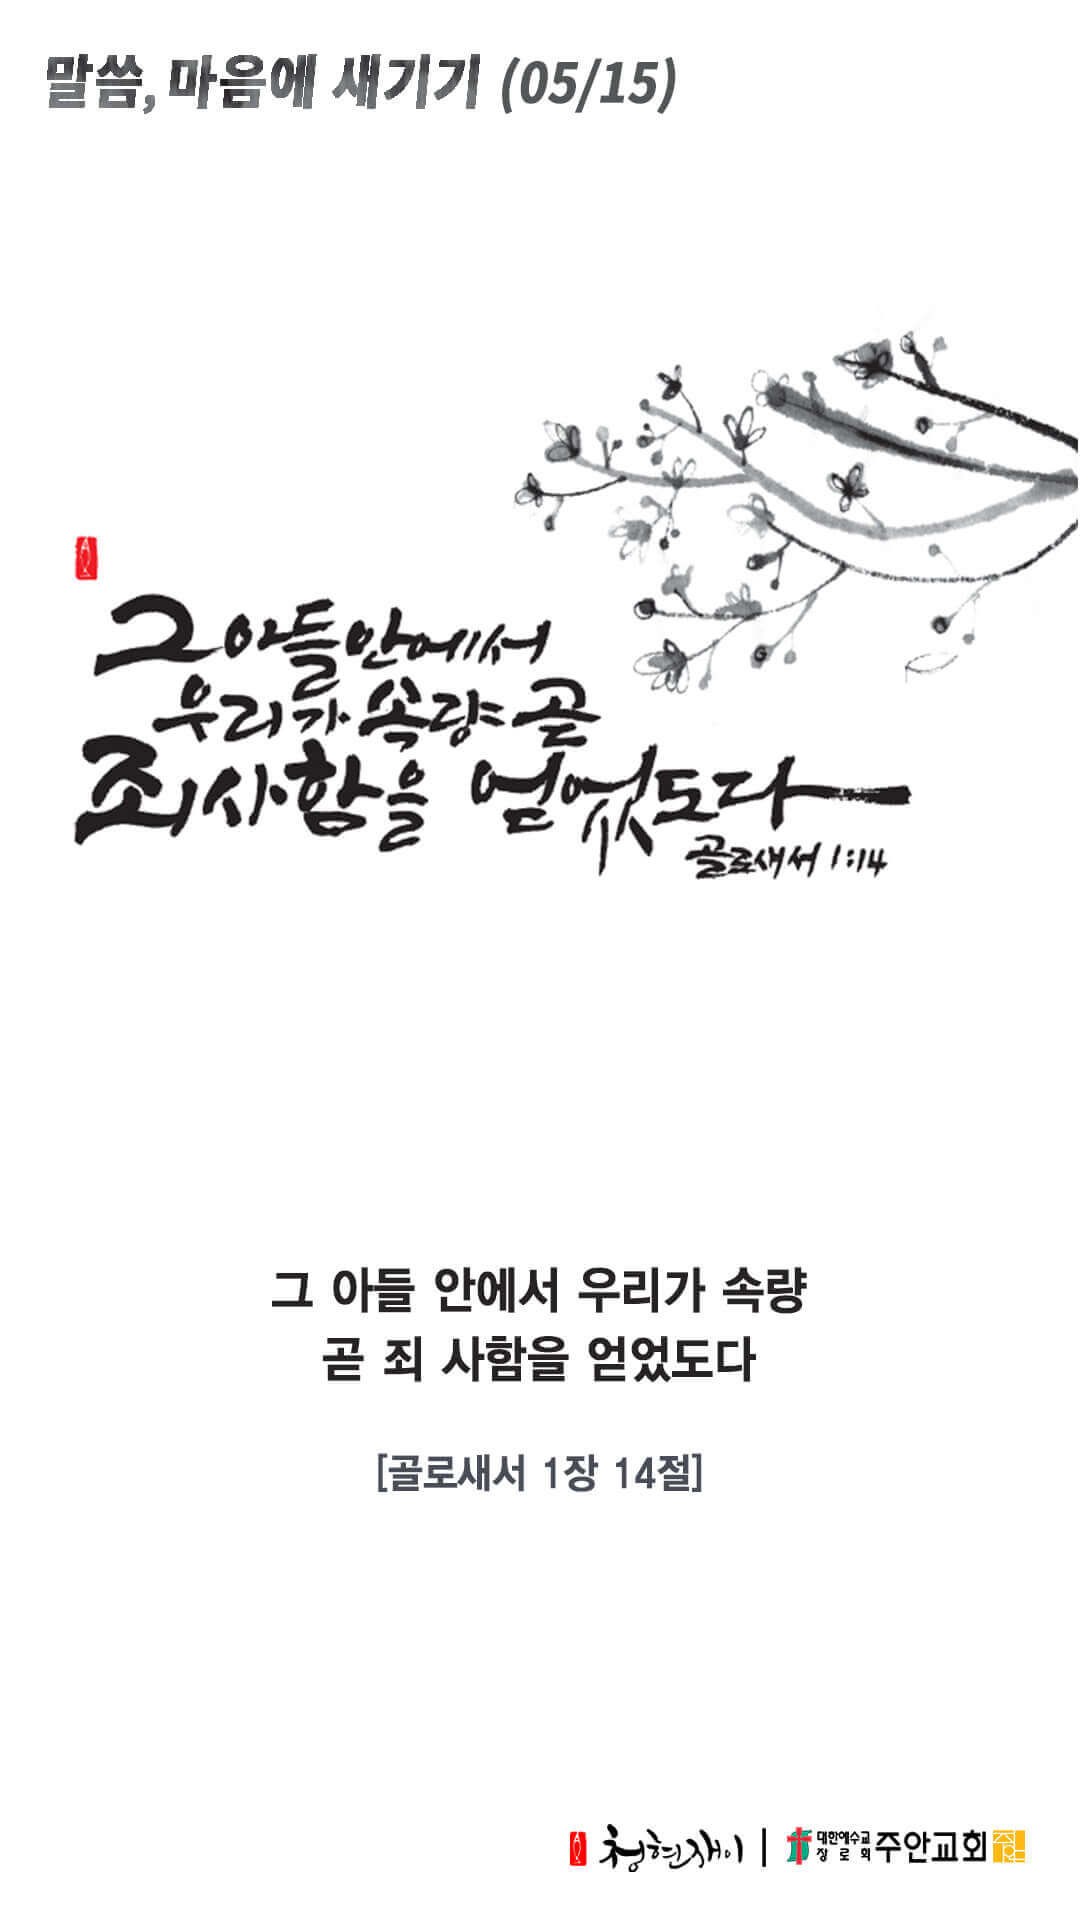 말씀, 마음에 새기기 (05/15)
그 아들 안에서
우리가 속량 곧
죄 사함을 얻었도다
골로새서 1:14
그 아들 안에서 우리가 속량
곧 죄 사함을 얻었도다
[골로새서 1장 14절]
청현재이 | 대한예수교 장로회 주안교회